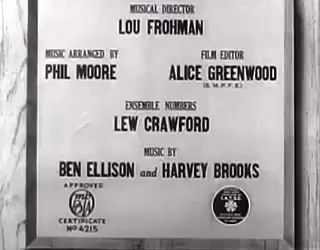 MUSICAL DIRECTOR
LOU FROHMAN
MUSIC ARRANGED BY
PHIL MOORE
FILM EDITOR
ALICE GREENWOOD
(S.M.P.F.E.)
ENSEMBLE NUMBERS
LEW CRAWFORD
MUSIC BY
BEN ELLISON and HARVEY BROOKS
APPROVED
CERTIFICATE
No 4215